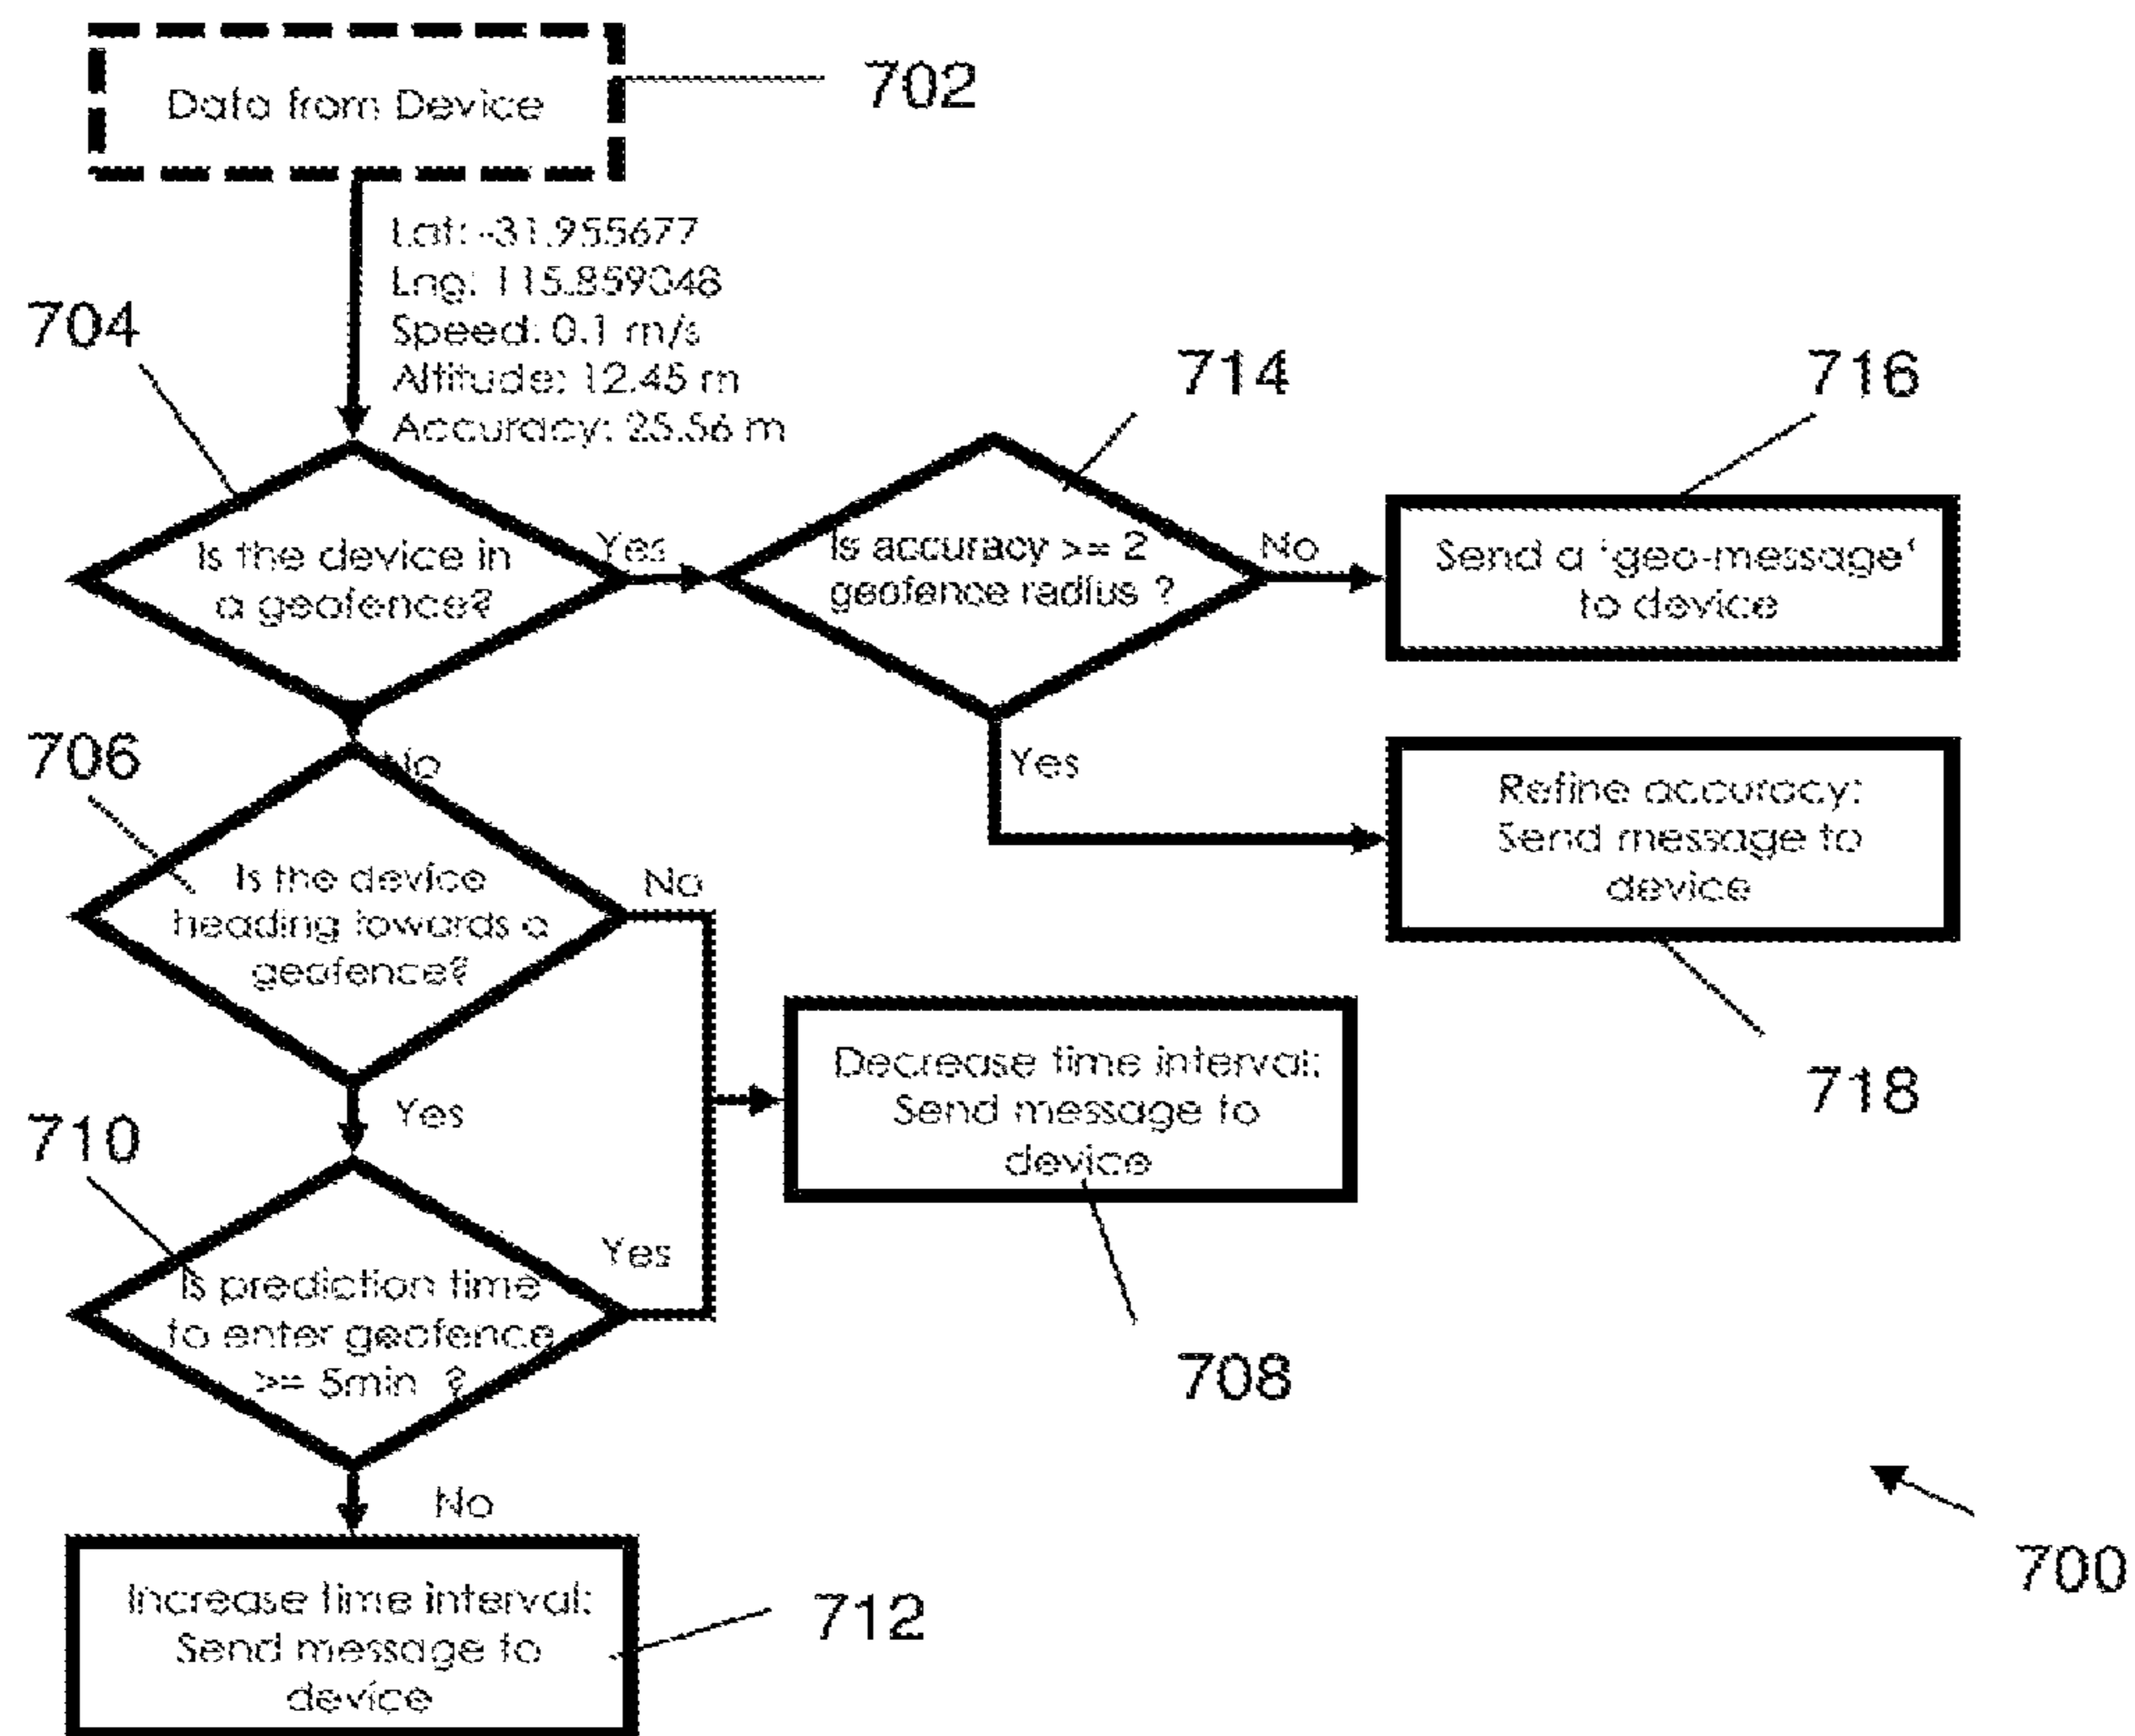 Data from Device
702
Lat: -31.955677
Lng: 115.859048
Speed: 0.1 m/s
Altitude: 12.45 m
Accuracy: 25.56 m
704
Is the device in
a geofence?
Yes
714
Is accuracy >= 2
geofence radius ?
No
716
Send a 'geo-message'
to device
No
706
Is the device
heading towards a
geofence?
No
Yes
Refine accuracy:
Send message to
device
718
Decrease time interval:
Send message to
device
708
Yes
710
Is prediction time
to enter geofence
>= 5min ?
Yes
No
Increase time interval:
Send message to
device
712
700